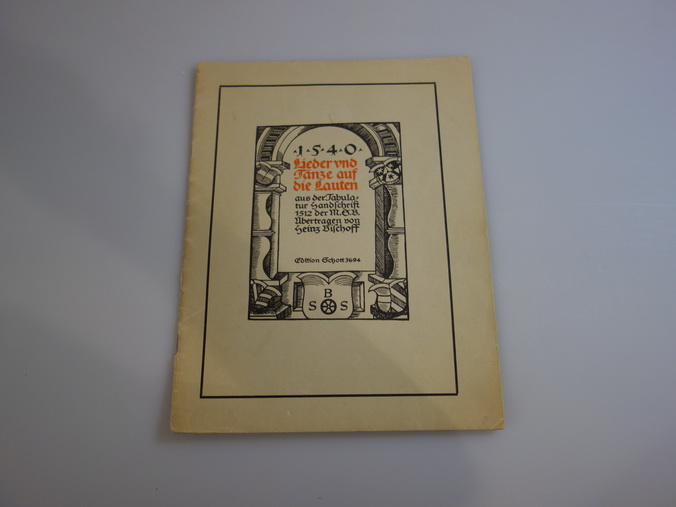 ·1·5·4·0·
Lieder vnd
Tänze auf
die Lauten
aus der Tabula-
tur Handschrift
1512 der M.S.B.
Übertragen von
Heinz Bischoff
Edition Schott 3694
B
S S